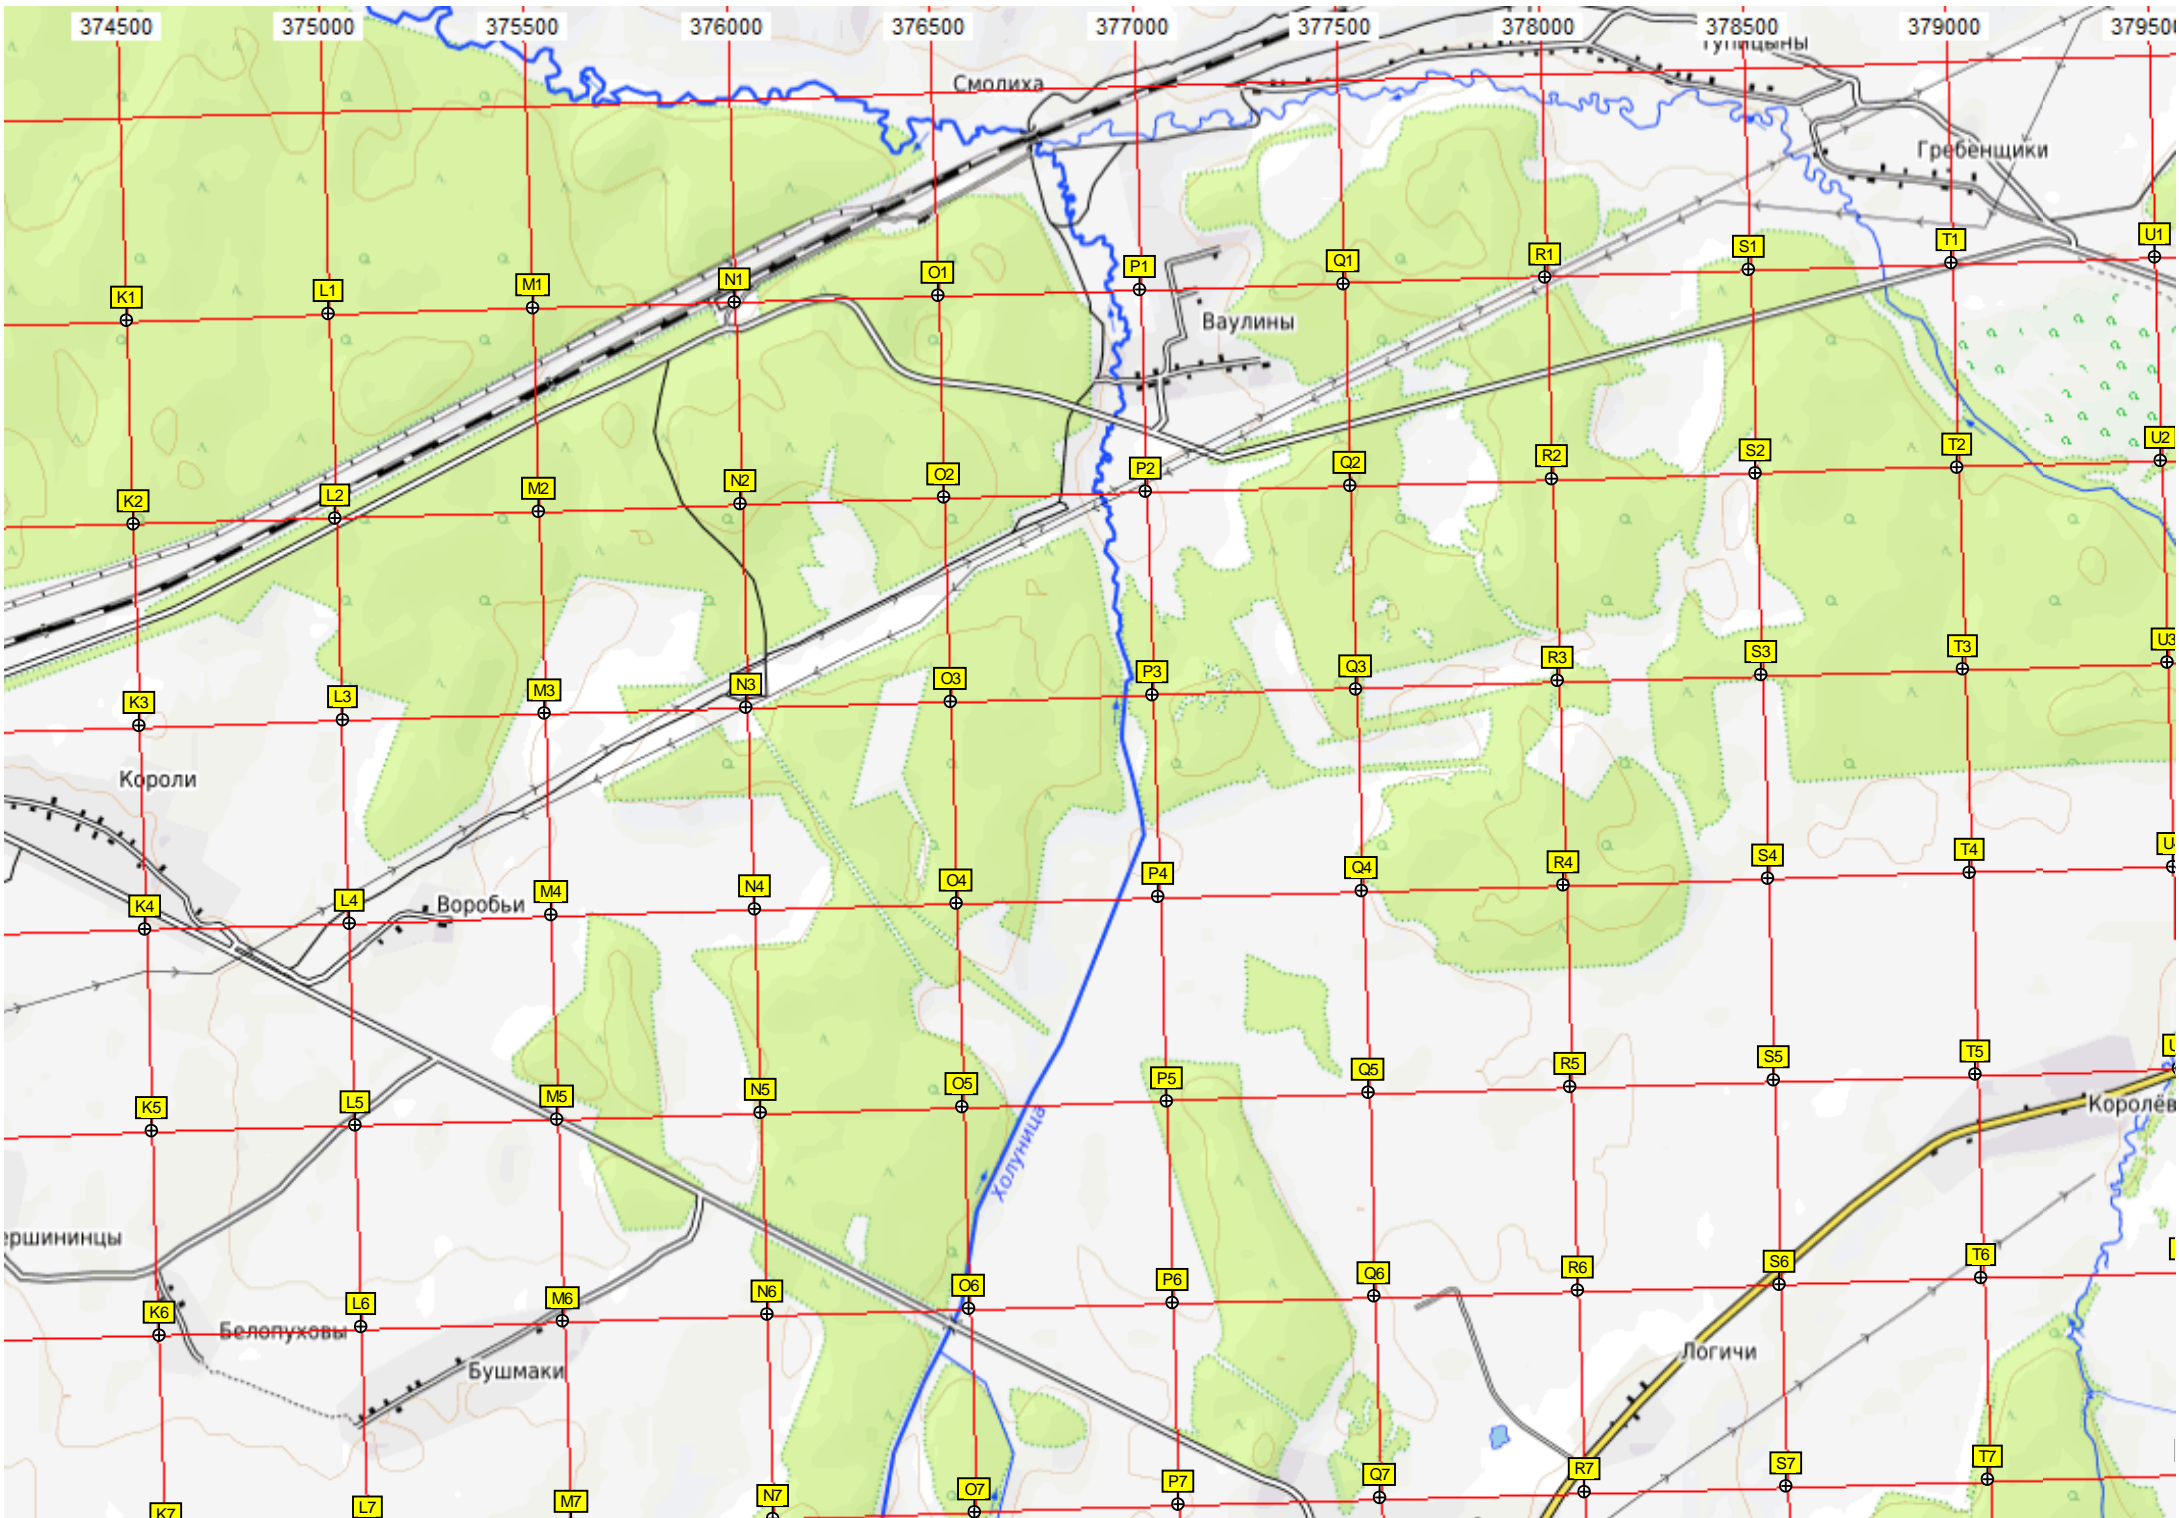 374500 375000 375500 376000 376500 377000 377500 378000 378500 379000
Смолиха
Гребенщики
K1 L1 M1 N1 O1 P1 Q1 R1 S1 T1 U1
Ваулины
K2 L2 M2 N2 O2 P2 Q2 R2 S2 T2 U2
K3 L3 M3 N3 O3 P3 Q3 R3 S3 T3 U3
Короли
K4 L4 M4 N4 O4 P4 Q4 R4 S4 T4
Воробьи
K5 L5 M5 N5 O5 P5 Q5 R5 S5 T5
Холуница
K6 L6 M6 N6 O6 P6 Q6 R6 S6 T6
Белопуховы
Бушмаки
Логичи
K7 L7 M7 N7 O7 P7 Q7 R7 S7 T7